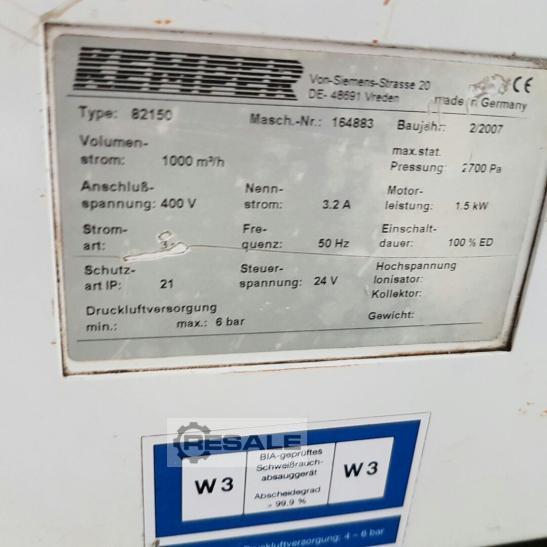 KEMPER
Von-Siemens-Strasse 20
DE- 48691 Vreden
CE
made in Germany
Type: 82150 Masch.-Nr.: 164883 Baujahr: 2/2007
Volumen-
strom: 1000 m³/h
max.stat.
Pressung: 2700 Pa
Anschluß-
spannung: 400 V
Nenn-
strom: 3.2 A
Motor-
leistung: 1.5 kW
Strom-
art: 3
Fre-
quenz: 50 Hz
Einschalt-
dauer: 100 % ED
Schutz-
art IP: 21
Steuer-
spannung: 24 V
Hochspannung
Ionisator:
Kollektor:
Druckluftversorgung
min.: max.: 6 bar
Gewicht:
RESALE
W 3
BIA-geprüftes
Schweißrauch-
absauggerät
Abscheidegrad
> 99,9 %
W 3
Druckluftversorgung: 4 - 6 bar